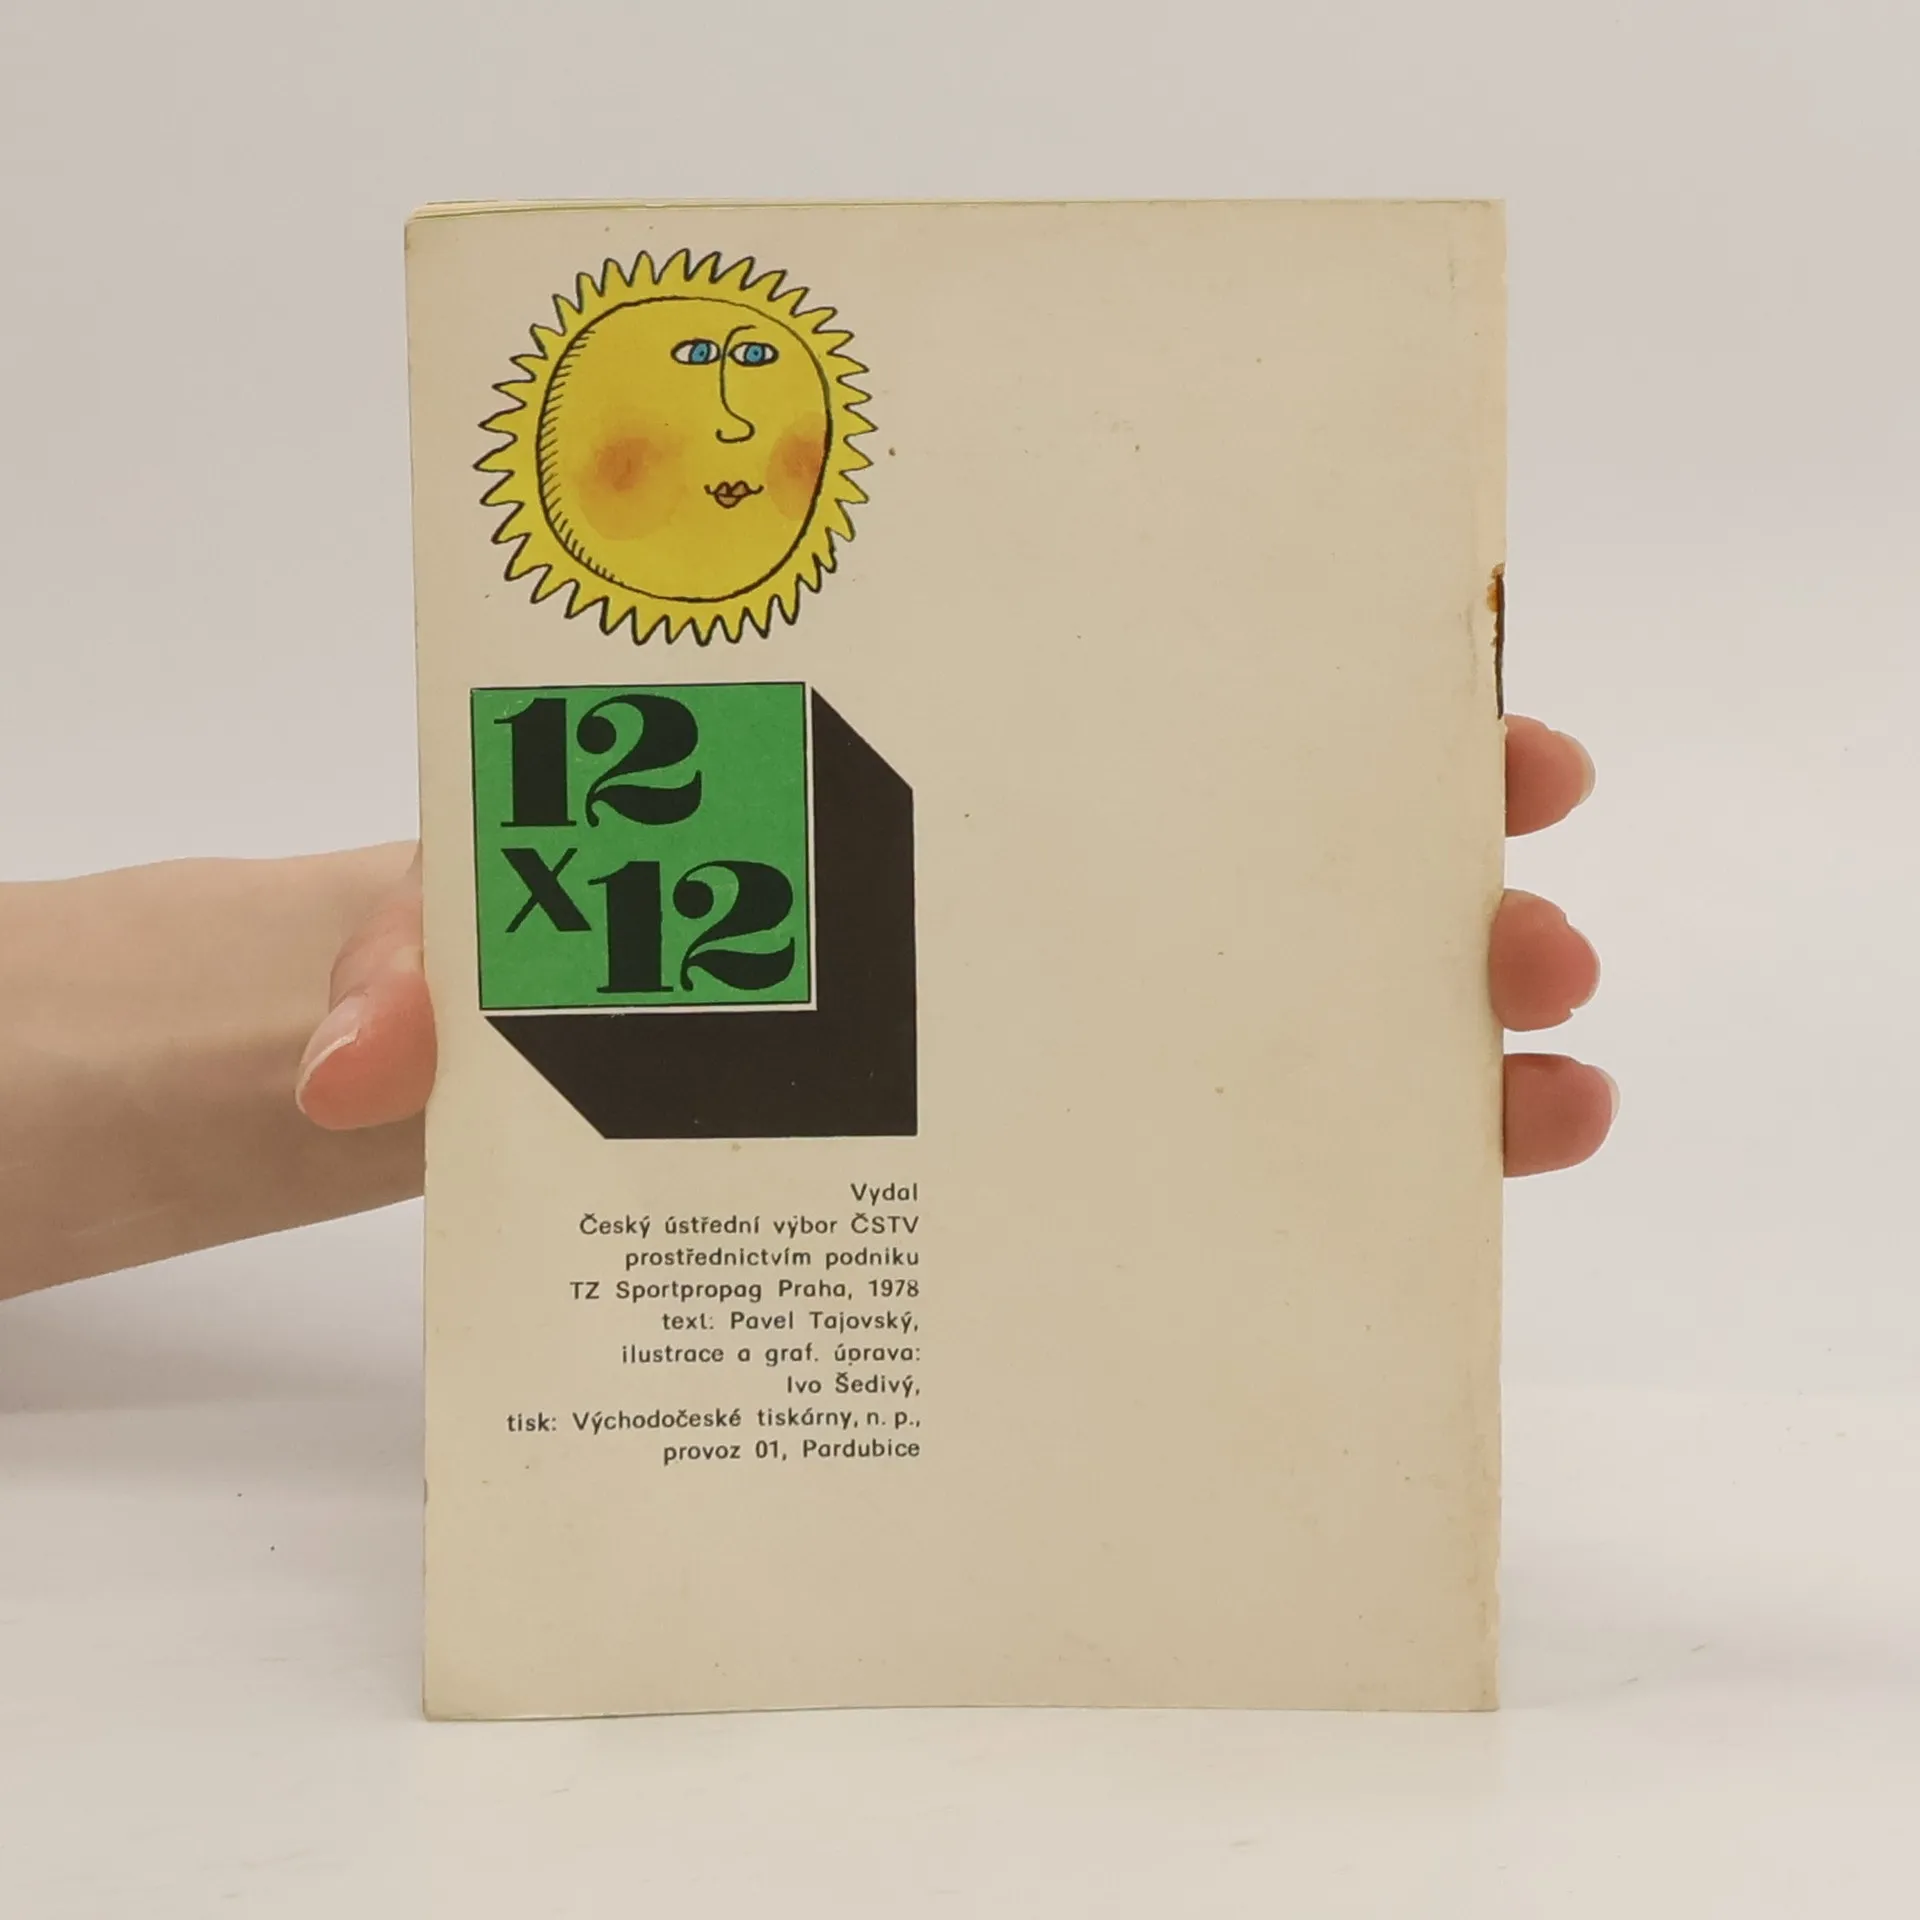 12
x 12
Vydal
Český ústřední výbor ČSTV
prostřednictvím podniku
TZ Sportpropag Praha, 1978
text: Pavel Tajovský,
ilustrace a graf. úprava:
Ivo Šedivý,
tisk: Východočeské tiskárny, n. p.,
provoz 01, Pardubice